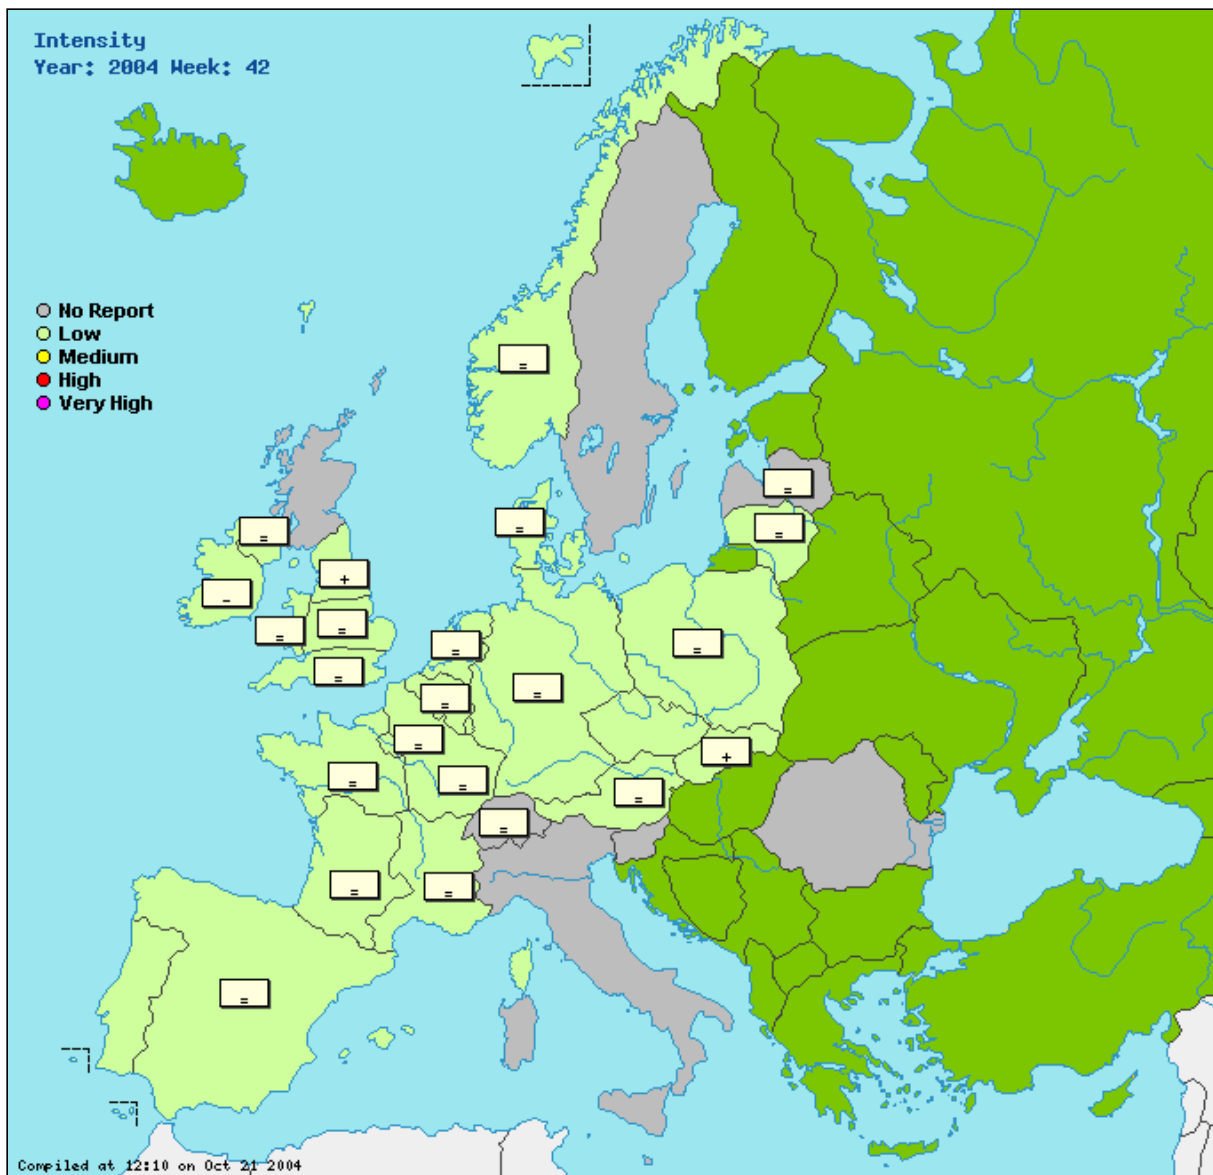 Intensity
Year: 2004 Week: 42
No Report
Low
Medium
High
Very High
=
=
=
=
=
+
-
=
=
=
=
=
=
=
=
+
=
=
=
=
=
=
=
Compiled at 12:10 on Oct 21 2004